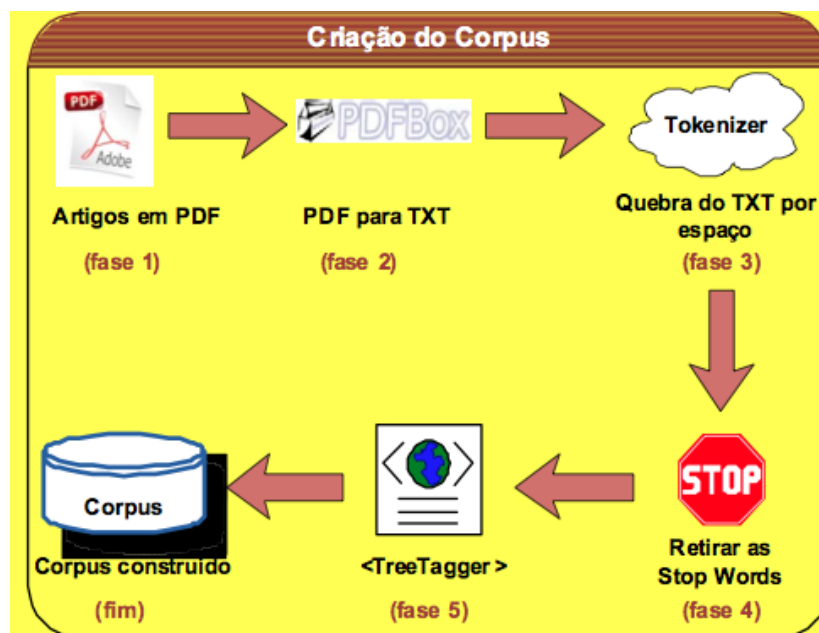 Criação do Corpus
PDF
Adobe
PDFBox
Tokenizer
Artigos em PDF
(fase 1)
PDF para TXT
(fase 2)
Quebra do TXT por
espaço
(fase 3)
Corpus
Corpus construído
(fim)
<TreeTagger>
(fase 5)
STOP
Retirar as
Stop Words
(fase 4)